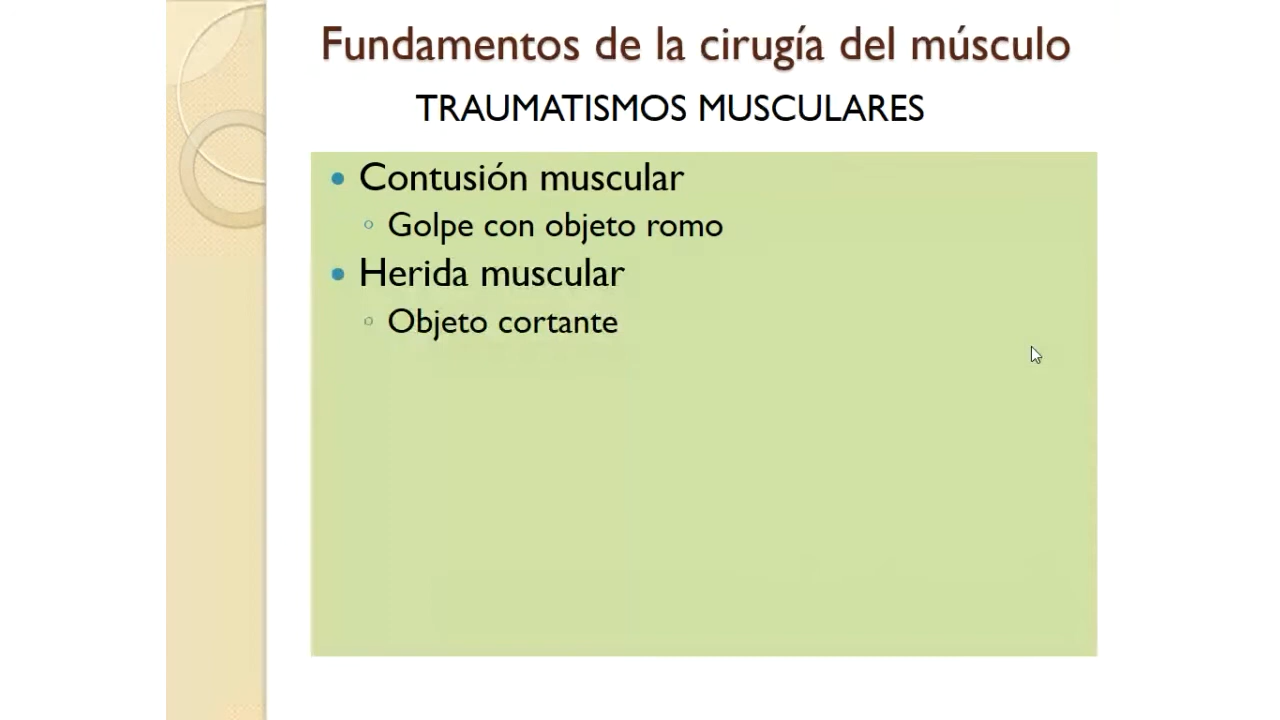 Fundamentos de la cirugía del músculo
TRAUMATISMOS MUSCULARES
• Contusión muscular
◦ Golpe con objeto romo
• Herida muscular
◦ Objeto cortante